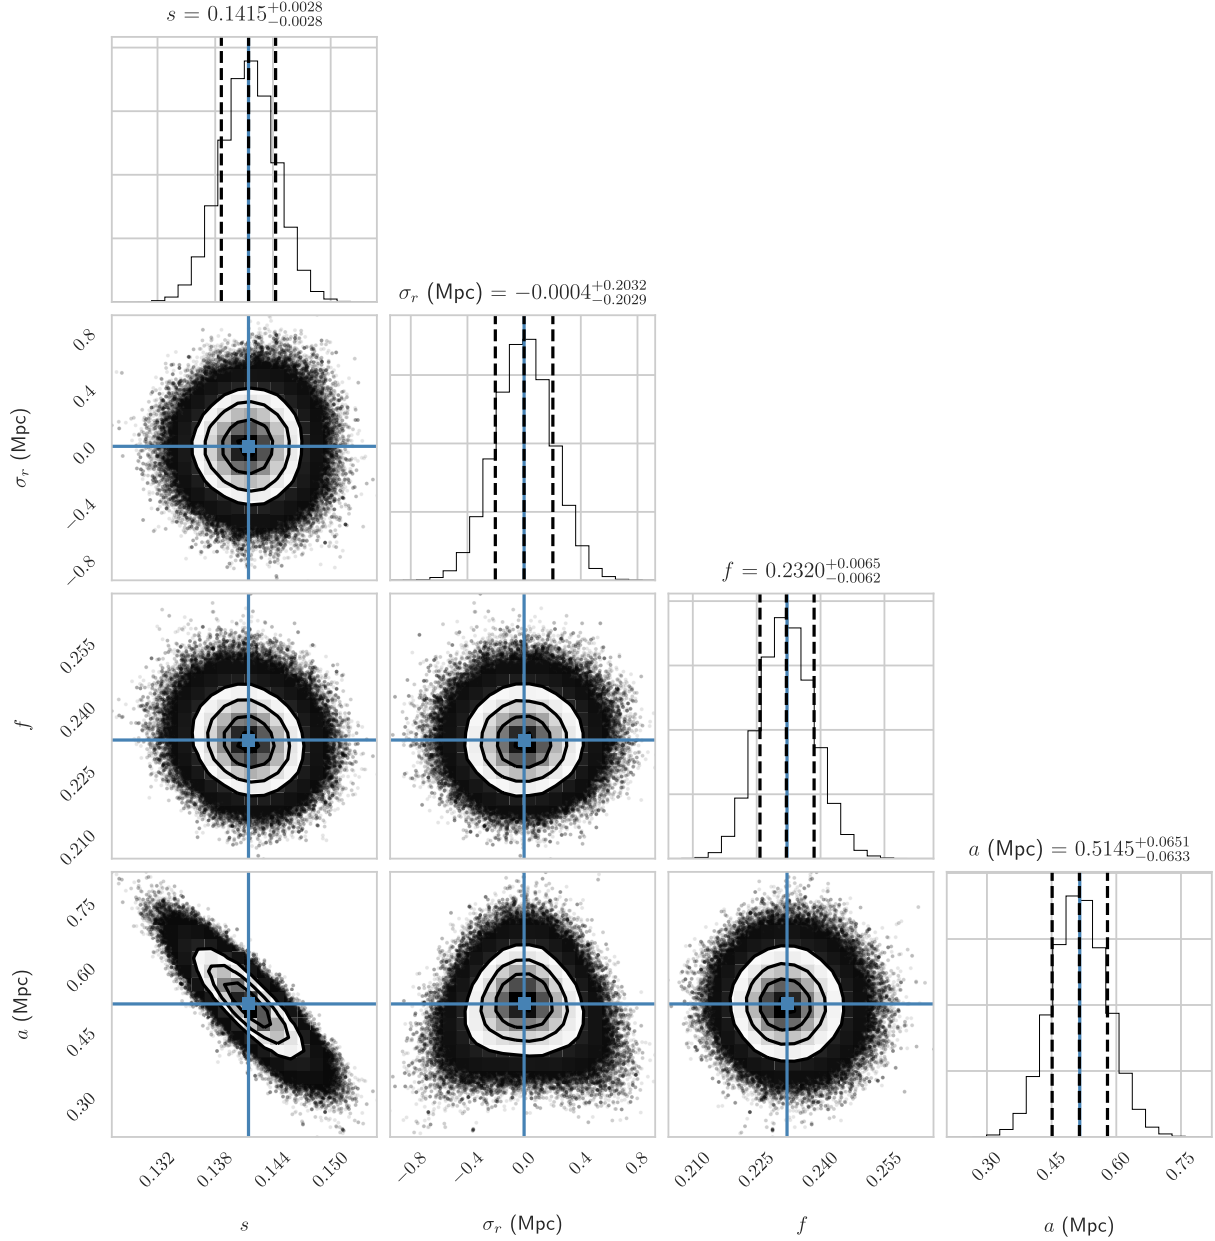 s = 0.1415+0.0028−0.0028
σr (Mpc) = −0.0004+0.2032−0.2029
0.8
0.4
0.0
−0.4
−0.8
σr (Mpc)
f = 0.2320+0.0065−0.0062
0.255
0.240
0.225
0.210
f
a (Mpc) = 0.5145+0.0651−0.0633
0.75
0.60
0.45
0.30
a (Mpc)
0.132 0.138 0.144 0.150 −0.8 −0.4 0.0 0.4 0.8 0.210 0.225 0.240 0.255 0.30 0.45 0.60 0.75
s σr (Mpc) f a (Mpc)